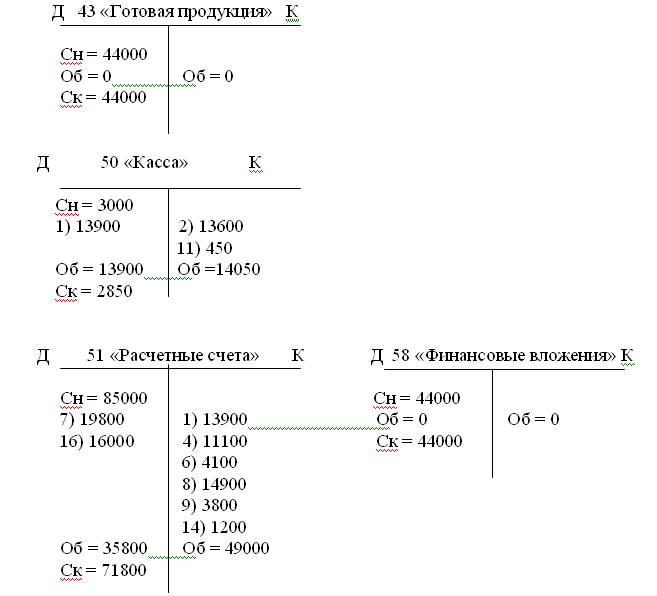 Д 43 «Готовая продукция» К
Сн = 44000
Об = 0 Об = 0
Ск = 44000
Д 50 «Касса» К
Сн = 3000
1) 13900 2) 13600
11) 450
Об = 13900 Об =14050
Ск = 2850
Д 51 «Расчетные счета» К
Сн = 85000
7) 19800 1) 13900
16) 16000 4) 11100
6) 4100
8) 14900
9) 3800
14) 1200
Об = 35800 Об = 49000
Ск = 71800
Д 58 «Финансовые вложения» К
Сн = 44000
Об = 0 Об = 0
Ск = 44000